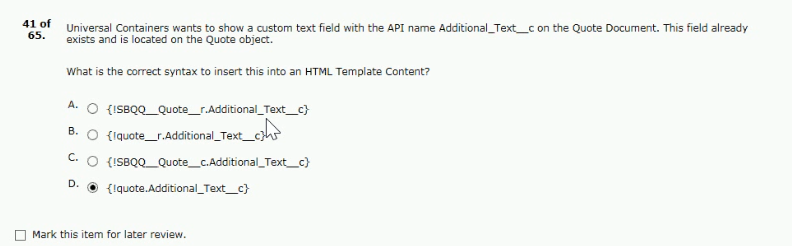 41 of
65.
Universal Containers wants to show a custom text field with the API name Additional_Text__c on the Quote Document. This field already
exists and is located on the Quote object.
What is the correct syntax to insert this into an HTML Template Content?
A. {!SBQQ__Quote__r.Additional_Text__c}
B. {!quote__r.Additional_Text__c}
C. {!SBQQ__Quote__c.Additional_Text__c}
D. {!quote.Additional_Text__c}
Mark this item for later review.